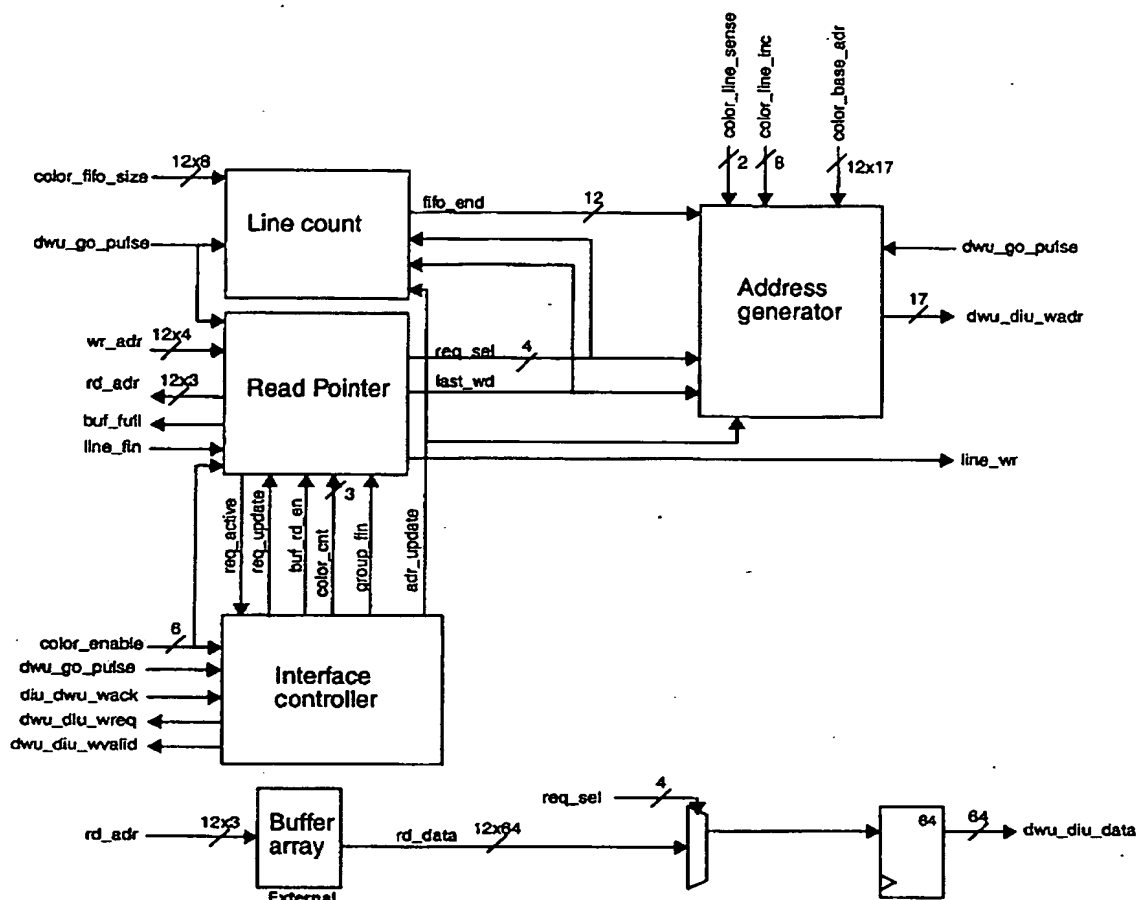 color_line_sense
color_line_inc
color_base_adr
2
8
12x17
color_fifo_size
12x8
dwu_go_pulse
Line count
fifo_end
12
Address
generator
dwu_go_pulse
17
dwu_diu_wadr
wr_adr
12x4
rd_adr
12x3
buf_full
line_fin
Read Pointer
req_sel
4
last_wd
line_wr
req_active
req_update
buf_rd_en
color_cnt
3
group_fin
adr_update
color_enable
6
dwu_go_pulse
diu_dwu_wack
dwu_diu_wreq
dwu_diu_wvalid
Interface
controller
req_sel
4
rd_adr
12x3
Buffer
array
External
rd_data
12x64
64
64
dwu_diu_data